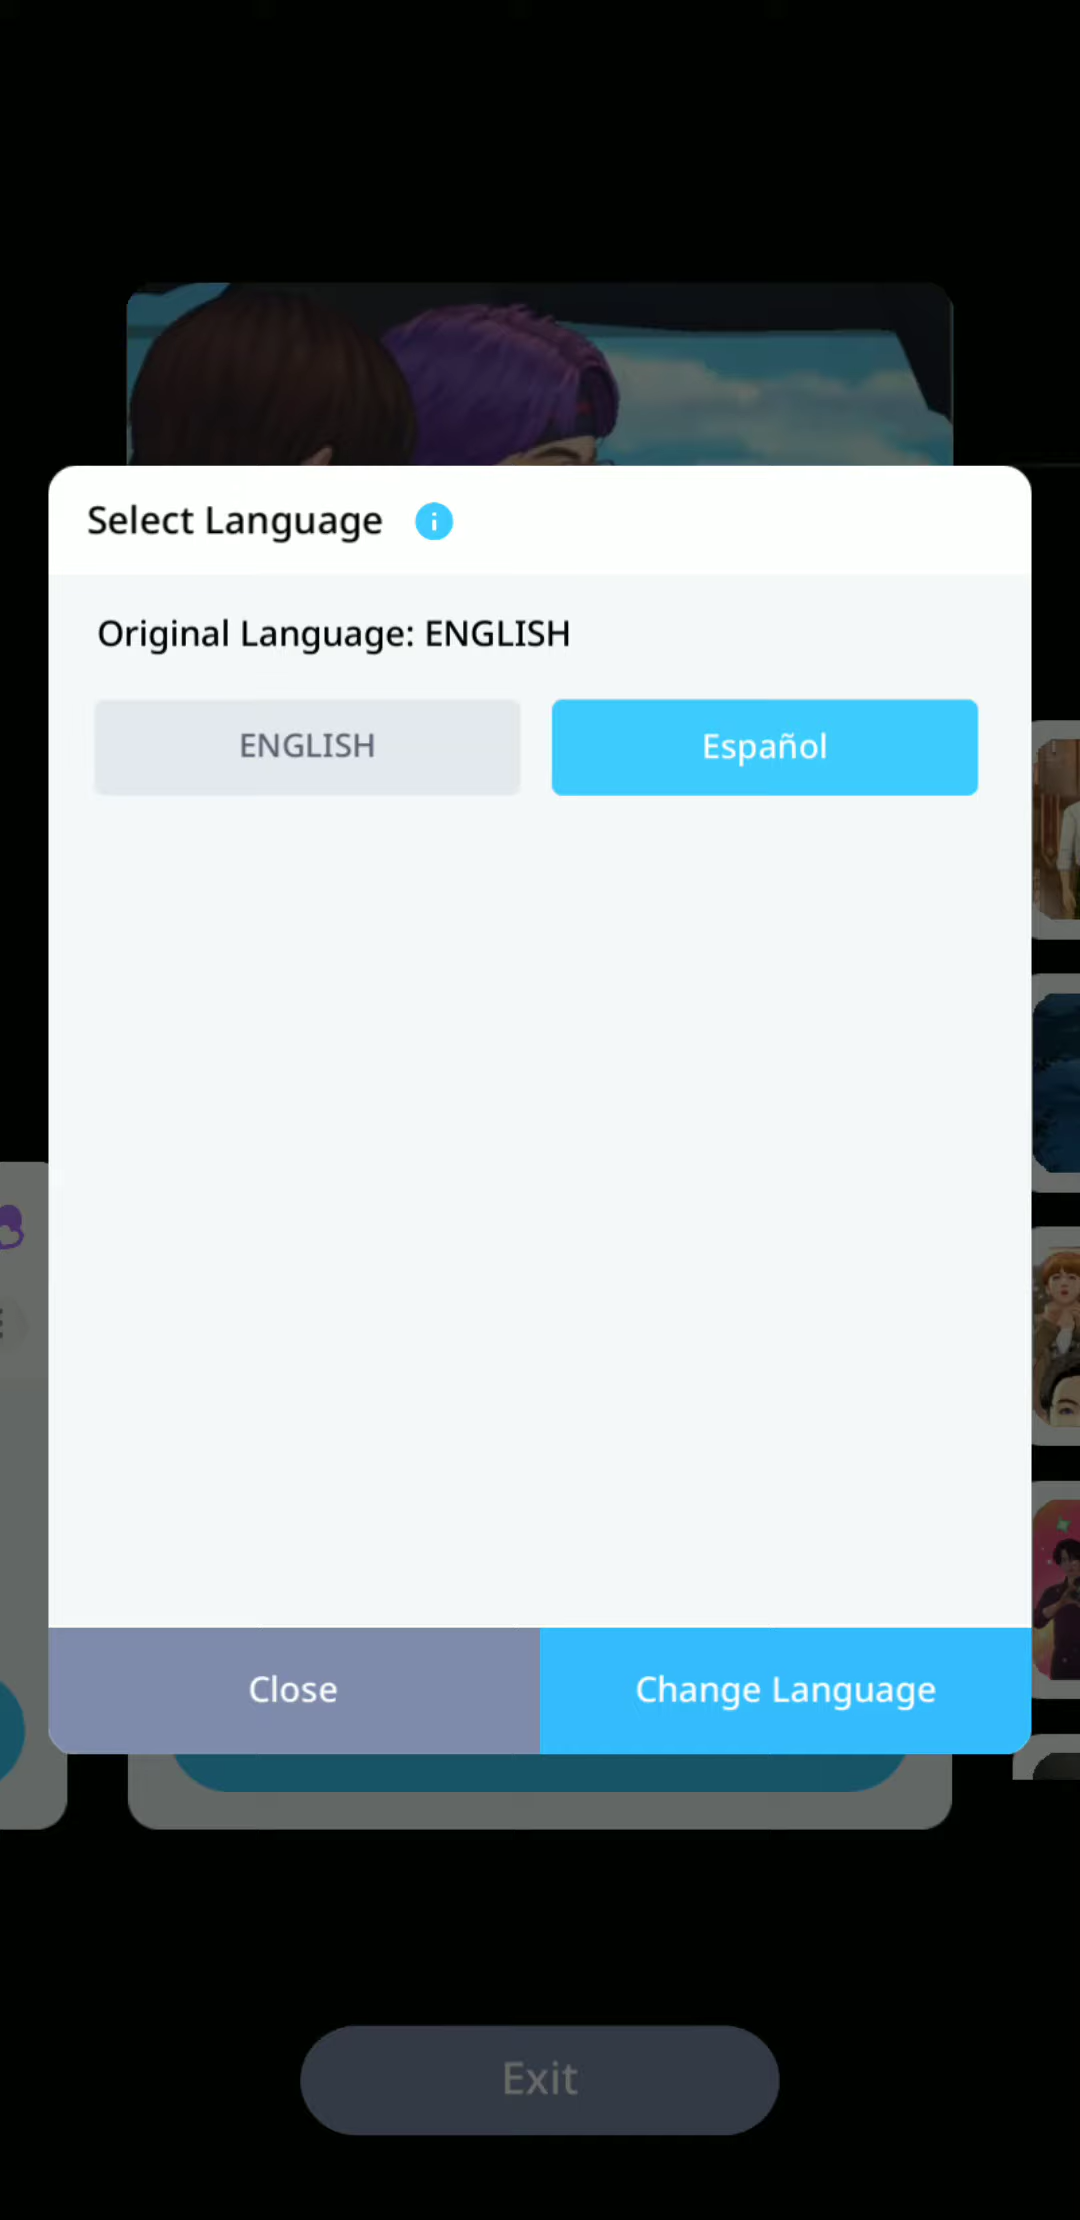 Select Language
Original Language: ENGLISH
ENGLISH
Español
Close
Change Language
Exit